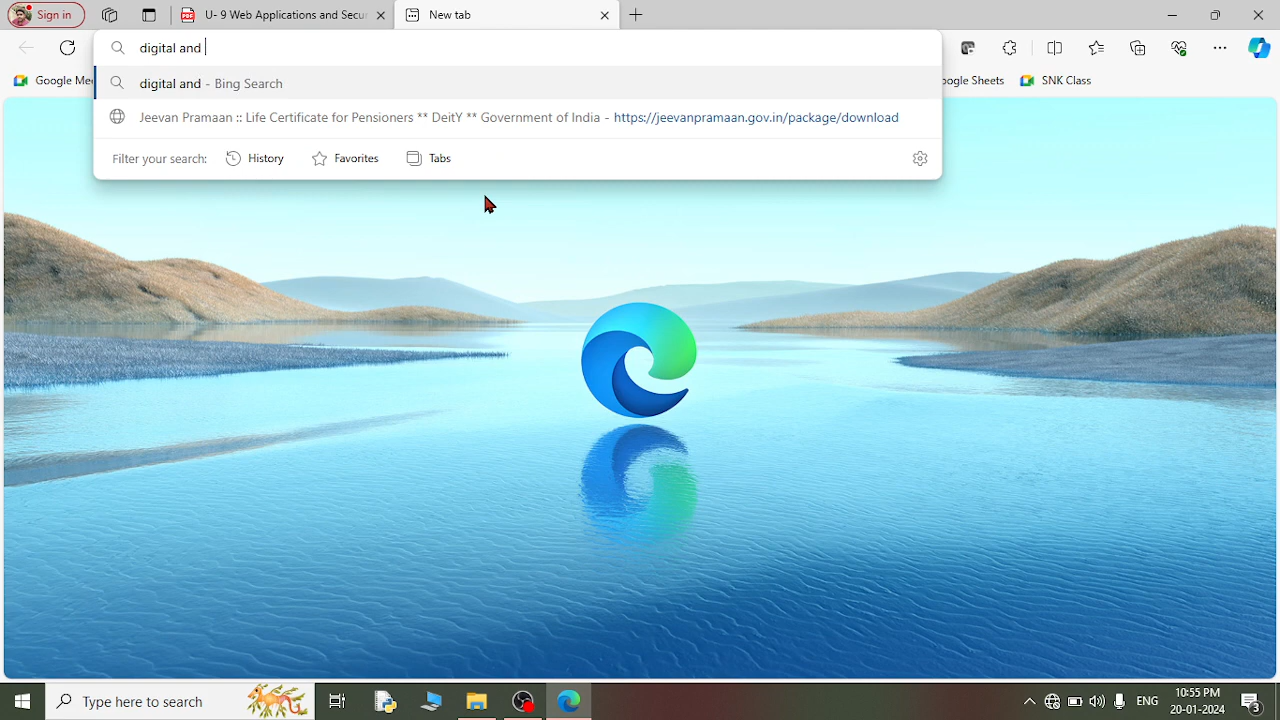 Sign in
U- 9 Web Applications and Secu
New tab
digital and
digital and - Bing Search
Google Me
ogle Sheets
SNK Class
Jeevan Pramaan :: Life Certificate for Pensioners ** DeitY ** Government of India - https://jeevanpramaan.gov.in/package/download
Filter your search:
History
Favorites
Tabs
Type here to search
ENG
10:55 PM
20-01-2024
3